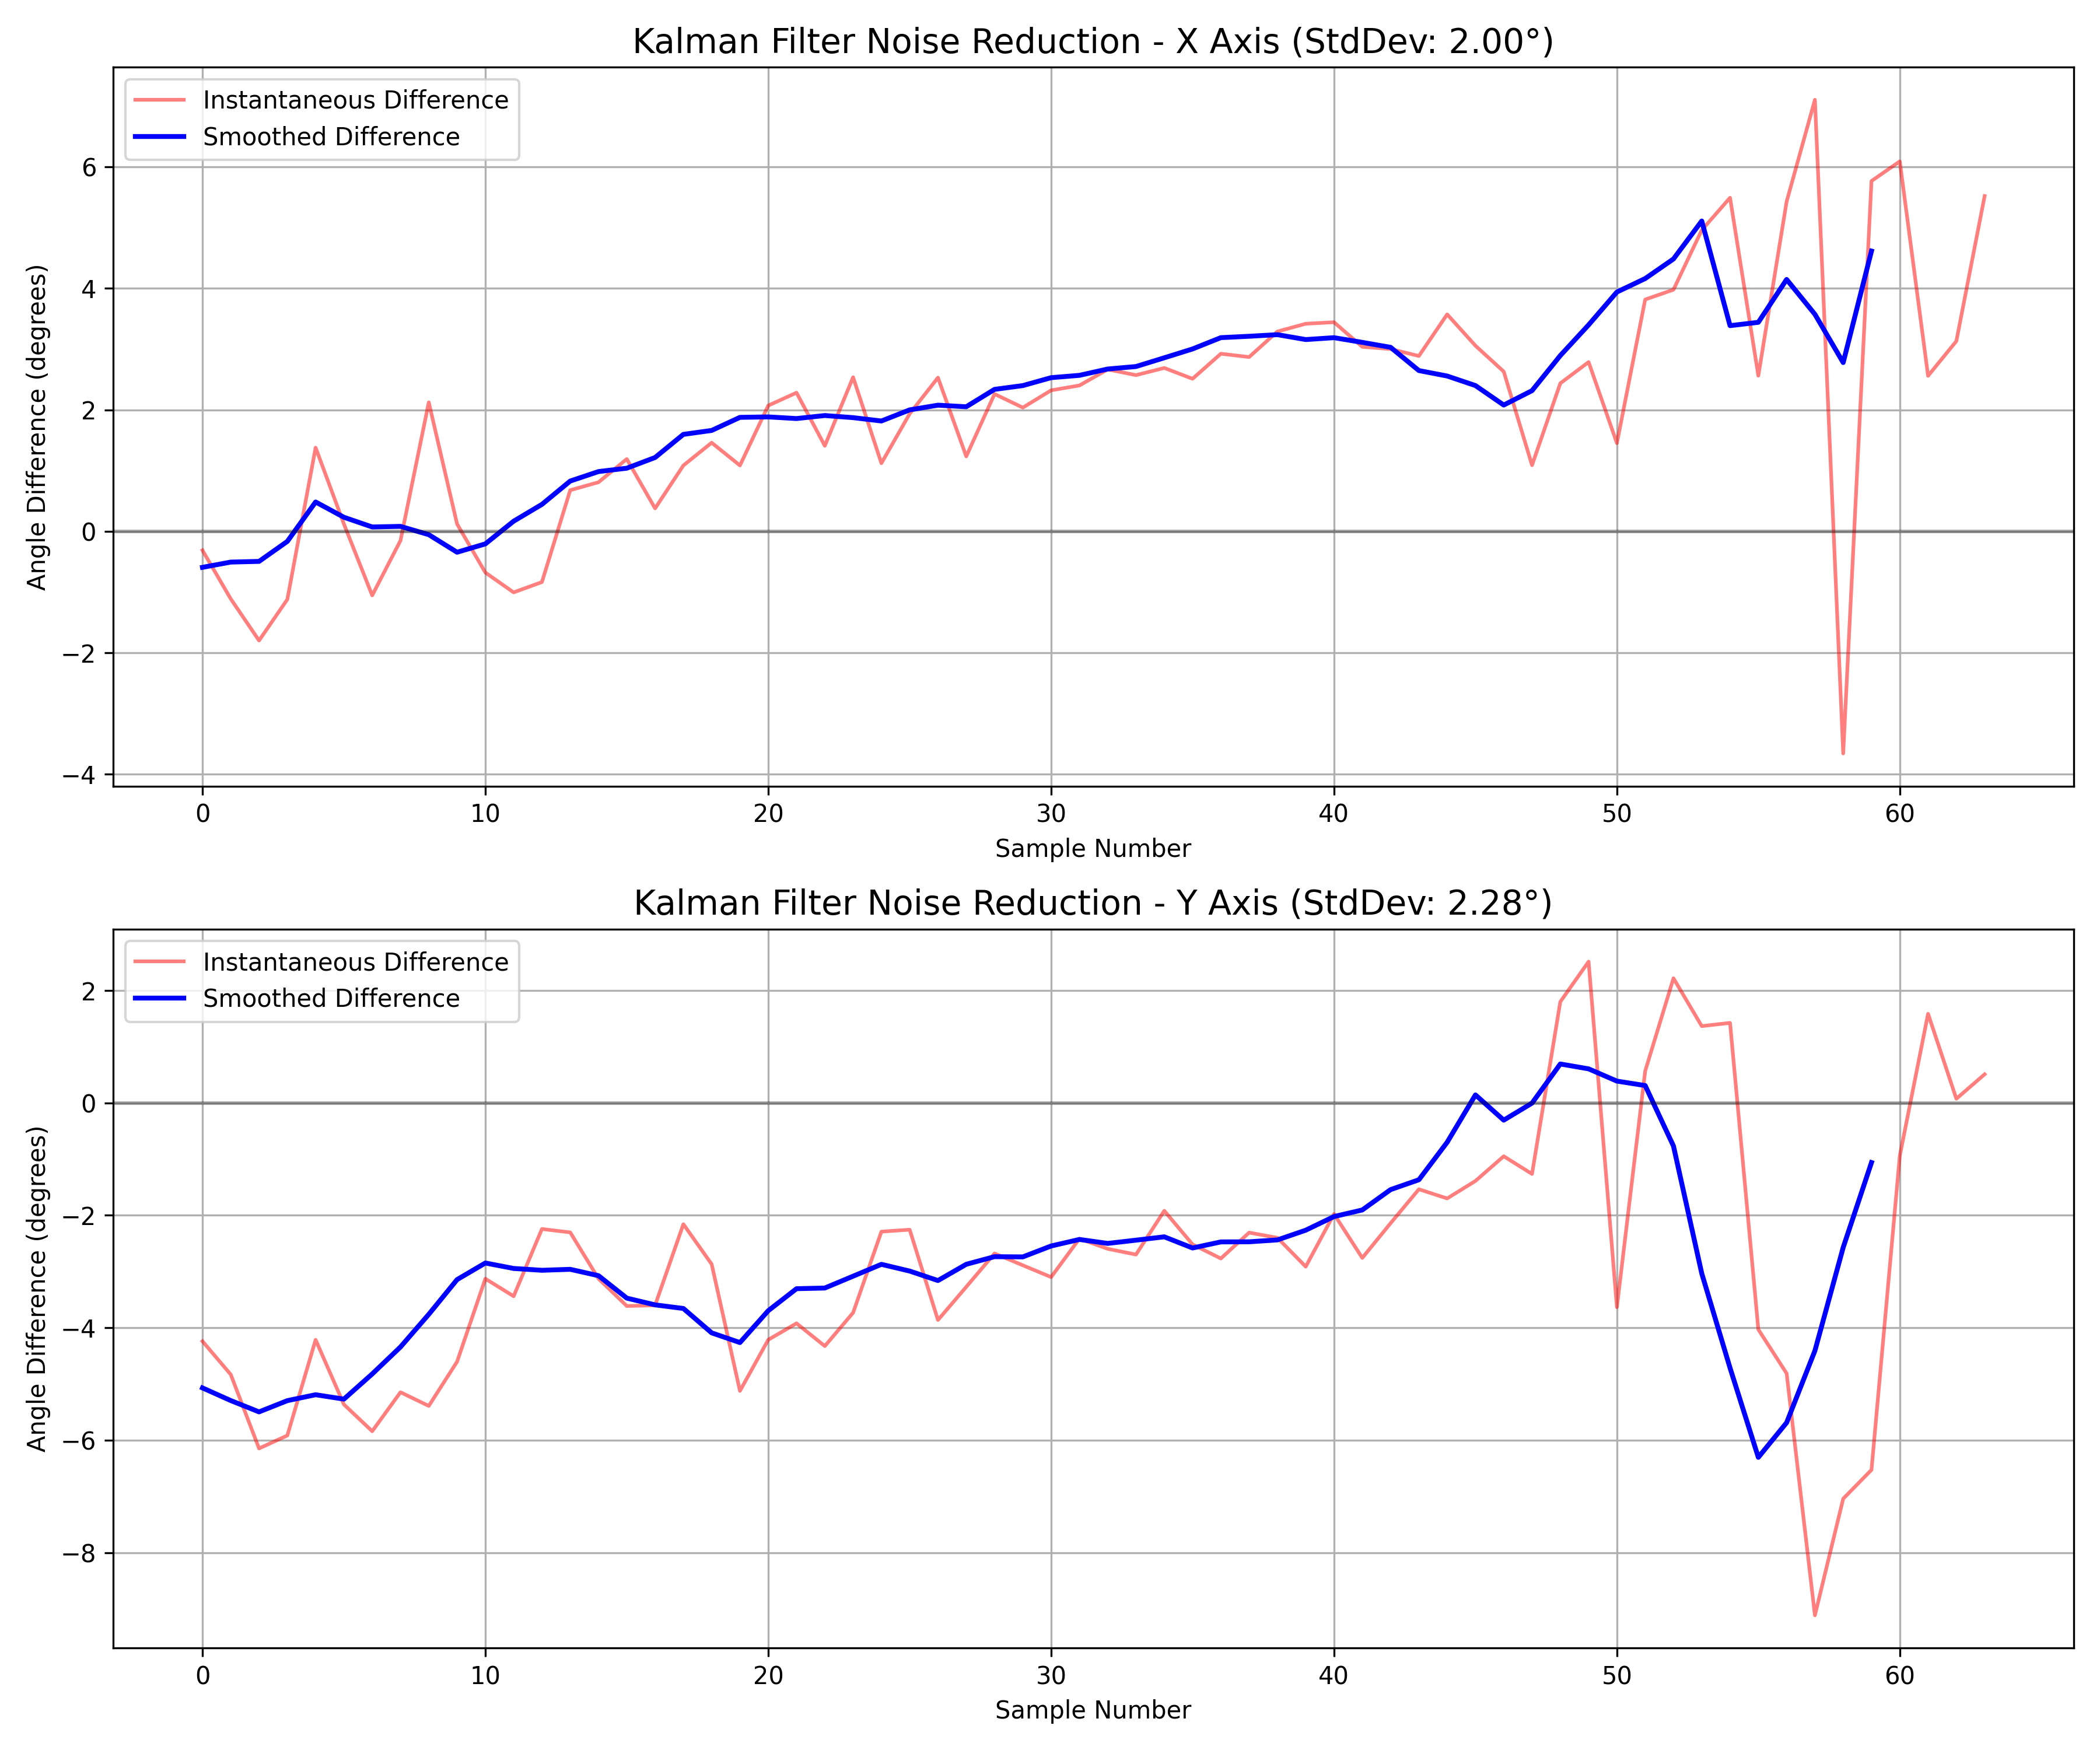 Kalman Filter Noise Reduction - X Axis (StdDev: 2.00°)
Instantaneous Difference
Smoothed Difference
Angle Difference (degrees)
6
4
2
0
−2
−4
0 10 20 30 40 50 60
Sample Number
Kalman Filter Noise Reduction - Y Axis (StdDev: 2.28°)
Instantaneous Difference
Smoothed Difference
Angle Difference (degrees)
2
0
−2
−4
−6
−8
0 10 20 30 40 50 60
Sample Number